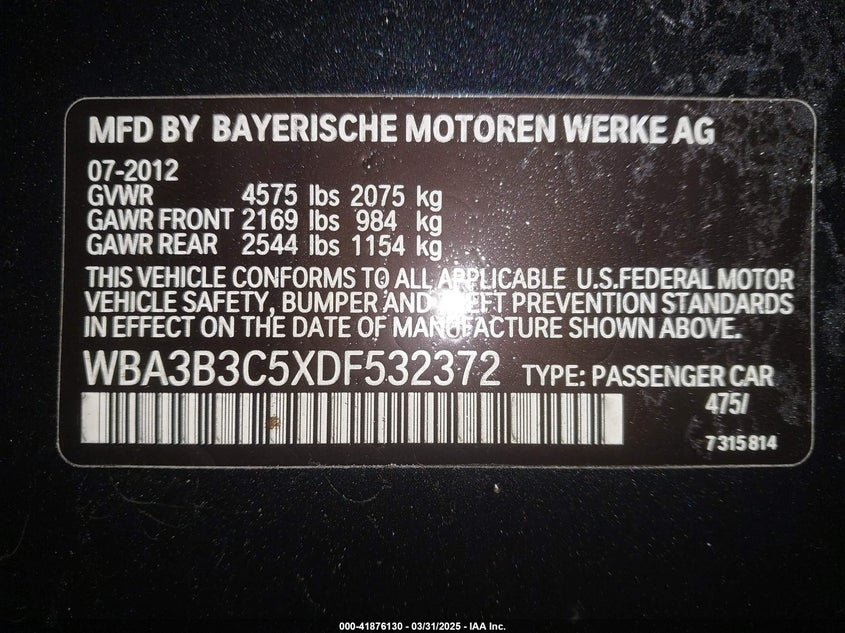 MFD BY BAYERISCHE MOTOREN WERKE AG
07-2012
GVWR 4575 lbs 2075 kg
GAWR FRONT 2169 lbs 984 kg
GAWR REAR 2544 lbs 1154 kg
THIS VEHICLE CONFORMS TO ALL APPLICABLE U.S.FEDERAL MOTOR
VEHICLE SAFETY, BUMPER AND THEFT PREVENTION STANDARDS
IN EFFECT ON THE DATE OF MANUFACTURE SHOWN ABOVE.
WBA3B3C5XDF532372 TYPE: PASSENGER CAR
475/
7315814
000-41876130 - 03/31/2025 - IAA Inc.